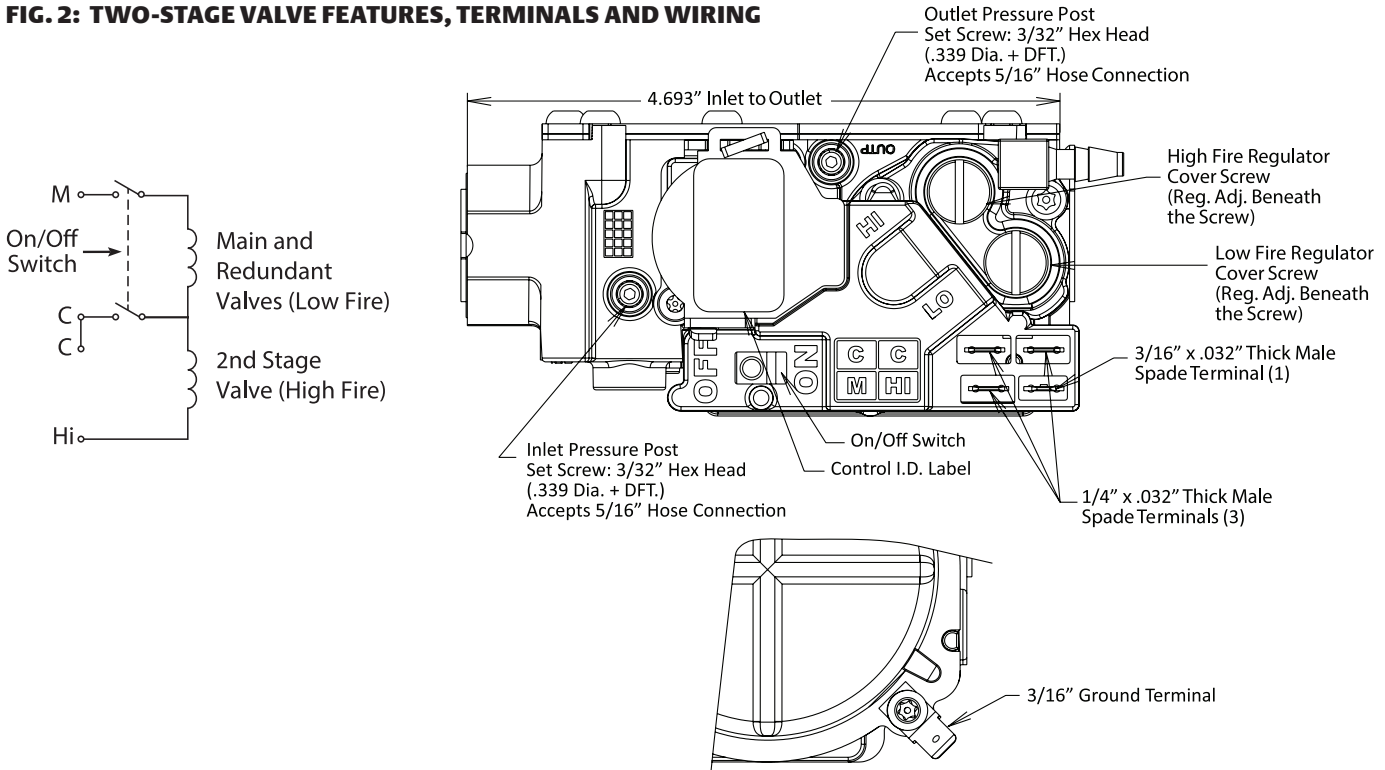 FIG. 2: TWO-STAGE VALVE FEATURES, TERMINALS AND WIRING
Outlet Pressure Post
Set Screw: 3/32” Hex Head
(.339 Dia. + DFT.)
Accepts 5/16” Hose Connection
4.693” Inlet to Outlet
OUTP
High Fire Regulator
Cover Screw
(Reg. Adj. Beneath
the Screw)
Low Fire Regulator
Cover Screw
(Reg. Adj. Beneath
the Screw)
M
On/Off
Switch
C
C
Hi
Main and
Redundant
Valves (Low Fire)
2nd Stage
Valve (High Fire)
HI
LO
OFF
ON
C C
M HI
3/16” x .032” Thick Male
Spade Terminal (1)
On/Off Switch
Control I.D. Label
Inlet Pressure Post
Set Screw: 3/32” Hex Head
(.339 Dia. + DFT.)
Accepts 5/16” Hose Connection
1/4” x .032” Thick Male
Spade Terminals (3)
3/16” Ground Terminal